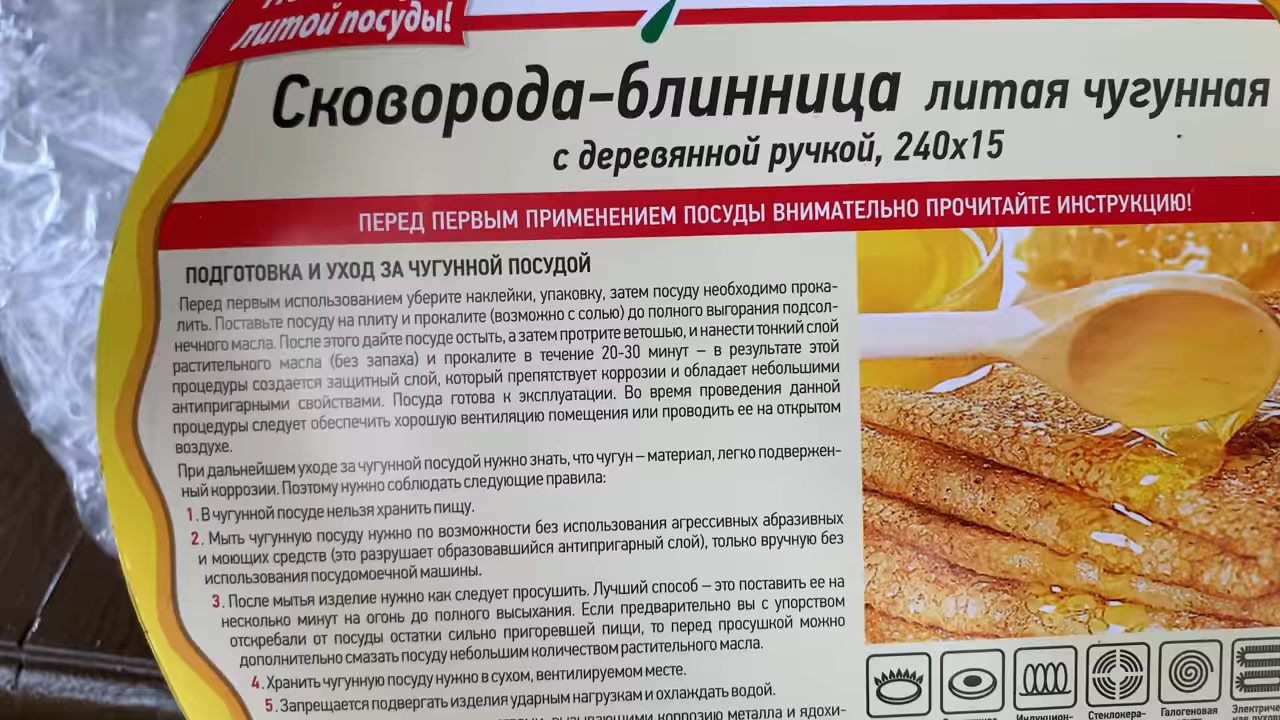 литой посуды!
Сковорода-блинница литая чугунная
с деревянной ручкой, 240х15
ПЕРЕД ПЕРВЫМ ПРИМЕНЕНИЕМ ПОСУДЫ ВНИМАТЕЛЬНО ПРОЧИТАЙТЕ ИНСТРУКЦИЮ!
ПОДГОТОВКА И УХОД ЗА ЧУГУННОЙ ПОСУДОЙ
Перед первым использованием уберите наклейки, упаковку, затем посуду необходимо прока-
лить. Поставьте посуду на плиту и прокалите (возможно с солью) до полного выгорания подсол-
нечного масла. После этого дайте посуде остыть, а затем протрите ветошью, и нанести тонкий слой
растительного масла (без запаха) и прокалите в течение 20-30 минут – в результате этой
процедуры создается защитный слой, который препятствует коррозии и обладает небольшими
антипригарными свойствами. Посуда готова к эксплуатации. Во время проведения данной
процедуры следует обеспечить хорошую вентиляцию помещения или проводить ее на открытом
воздухе.
При дальнейшем уходе за чугунной посудой нужно знать, что чугун – материал, легко подвержен-
ный коррозии. Поэтому нужно соблюдать следующие правила:
1. В чугунной посуде нельзя хранить пищу.
2. Мыть чугунную посуду нужно по возможности без использования агрессивных абразивных
и моющих средств (это разрушает образовавшийся антипригарный слой), только вручную без
использования посудомоечной машины.
3. После мытья изделие нужно как следует просушить. Лучший способ – это поставить ее на
несколько минут на огонь до полного высыхания. Если предварительно вы с упорством
отскребали от посуды остатки сильно пригоревшей пищи, то перед просушкой можно
дополнительно смазать посуду небольшим количеством растительного масла.
4. Хранить чугунную посуду нужно в сухом, вентилируемом месте.
5. Запрещается подвергать изделия ударным нагрузкам и охлаждать водой.
вызывающими коррозию металла и ядохи-
Индукцион- Стеклокера- Галогеновая Электриче-